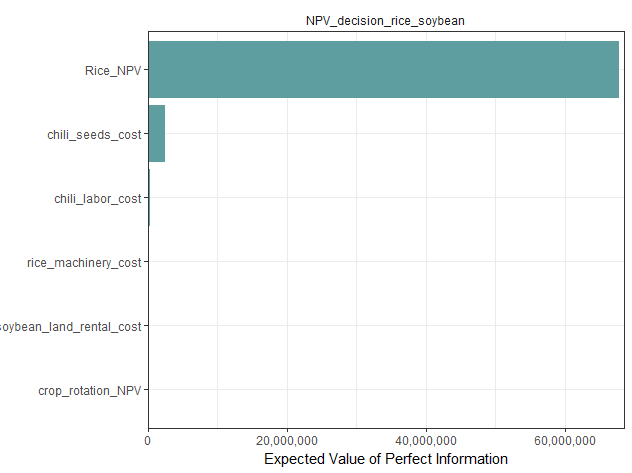 NPV_decision_rice_soybean
Rice_NPV
chili_seeds_cost
chili_labor_cost
rice_machinery_cost
soybean_land_rental_cost
crop_rotation_NPV
0
20,000,000
40,000,000
60,000,000
Expected Value of Perfect Information